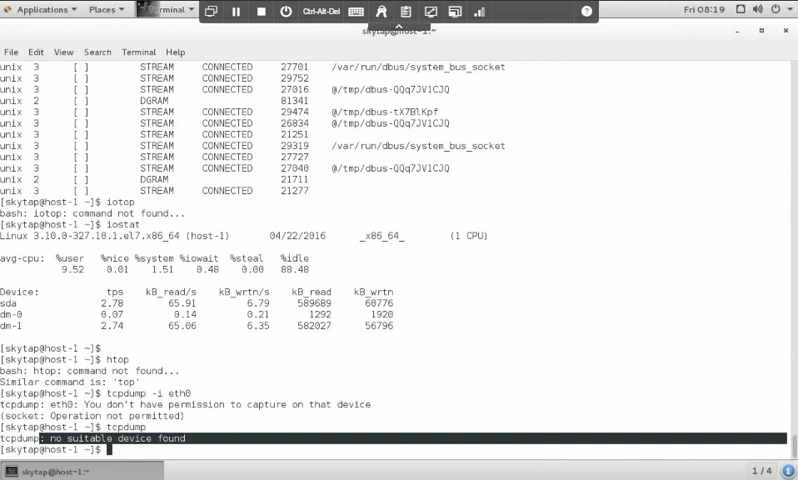 Applications Places Terminal Ctrl-Alt-Del ? Fri 08:19
skytap@host-1:~
File Edit View Search Terminal Help
unix 3 [ ] STREAM CONNECTED 27701 /var/run/dbus/system_bus_socket
unix 3 [ ] STREAM CONNECTED 29752
unix 3 [ ] STREAM CONNECTED 27016 @/tmp/dbus-QQq7JV1CJQ
unix 2 [ ] DGRAM 81341
unix 3 [ ] STREAM CONNECTED 29474 @/tmp/dbus-tX7BlKpf
unix 3 [ ] STREAM CONNECTED 26834 @/tmp/dbus-QQq7JV1CJQ
unix 3 [ ] STREAM CONNECTED 21251
unix 3 [ ] STREAM CONNECTED 29319 /var/run/dbus/system_bus_socket
unix 3 [ ] STREAM CONNECTED 27727
unix 3 [ ] STREAM CONNECTED 27040 @/tmp/dbus-QQq7JV1CJQ
unix 2 [ ] DGRAM 21711
unix 3 [ ] STREAM CONNECTED 21277
[skytap@host-1 ~]$ iotop
bash: iotop: command not found...
[skytap@host-1 ~]$ iostat
Linux 3.10.0-327.10.1.el7.x86_64 (host-1) 04/22/2016 _x86_64_ (1 CPU)
avg-cpu: %user %nice %system %iowait %steal %idle
9.52 0.01 1.51 0.48 0.00 88.48
Device: tps kB_read/s kB_wrtn/s kB_read kB_wrtn
sda 2.78 65.91 6.79 589689 60776
dm-0 0.07 0.14 0.21 1292 1920
dm-1 2.74 65.06 6.35 582027 56796
[skytap@host-1 ~]$
[skytap@host-1 ~]$ htop
bash: htop: command not found...
Similar command is: 'top'
[skytap@host-1 ~]$ tcpdump -i eth0
tcpdump: eth0: You don't have permission to capture on that device
(socket: Operation not permitted)
[skytap@host-1 ~]$ tcpdump
tcpdump: no suitable device found
[skytap@host-1 ~]$
skytap@host-1:~ 1 / 4